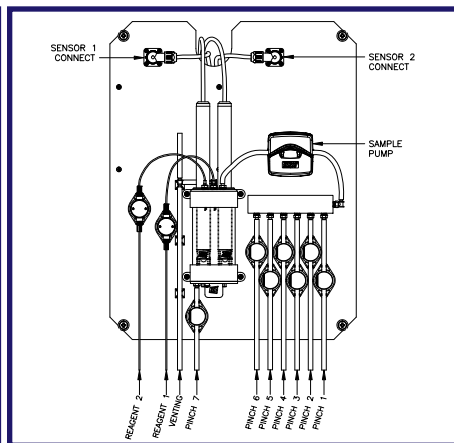 SENSOR 1
CONNECT
SENSOR 2
CONNECT
SAMPLE
PUMP
REAGENT 2
REAGENT 1
VENTING
PINCH 7
PINCH 6
PINCH 5
PINCH 4
PINCH 3
PINCH 2
PINCH 1